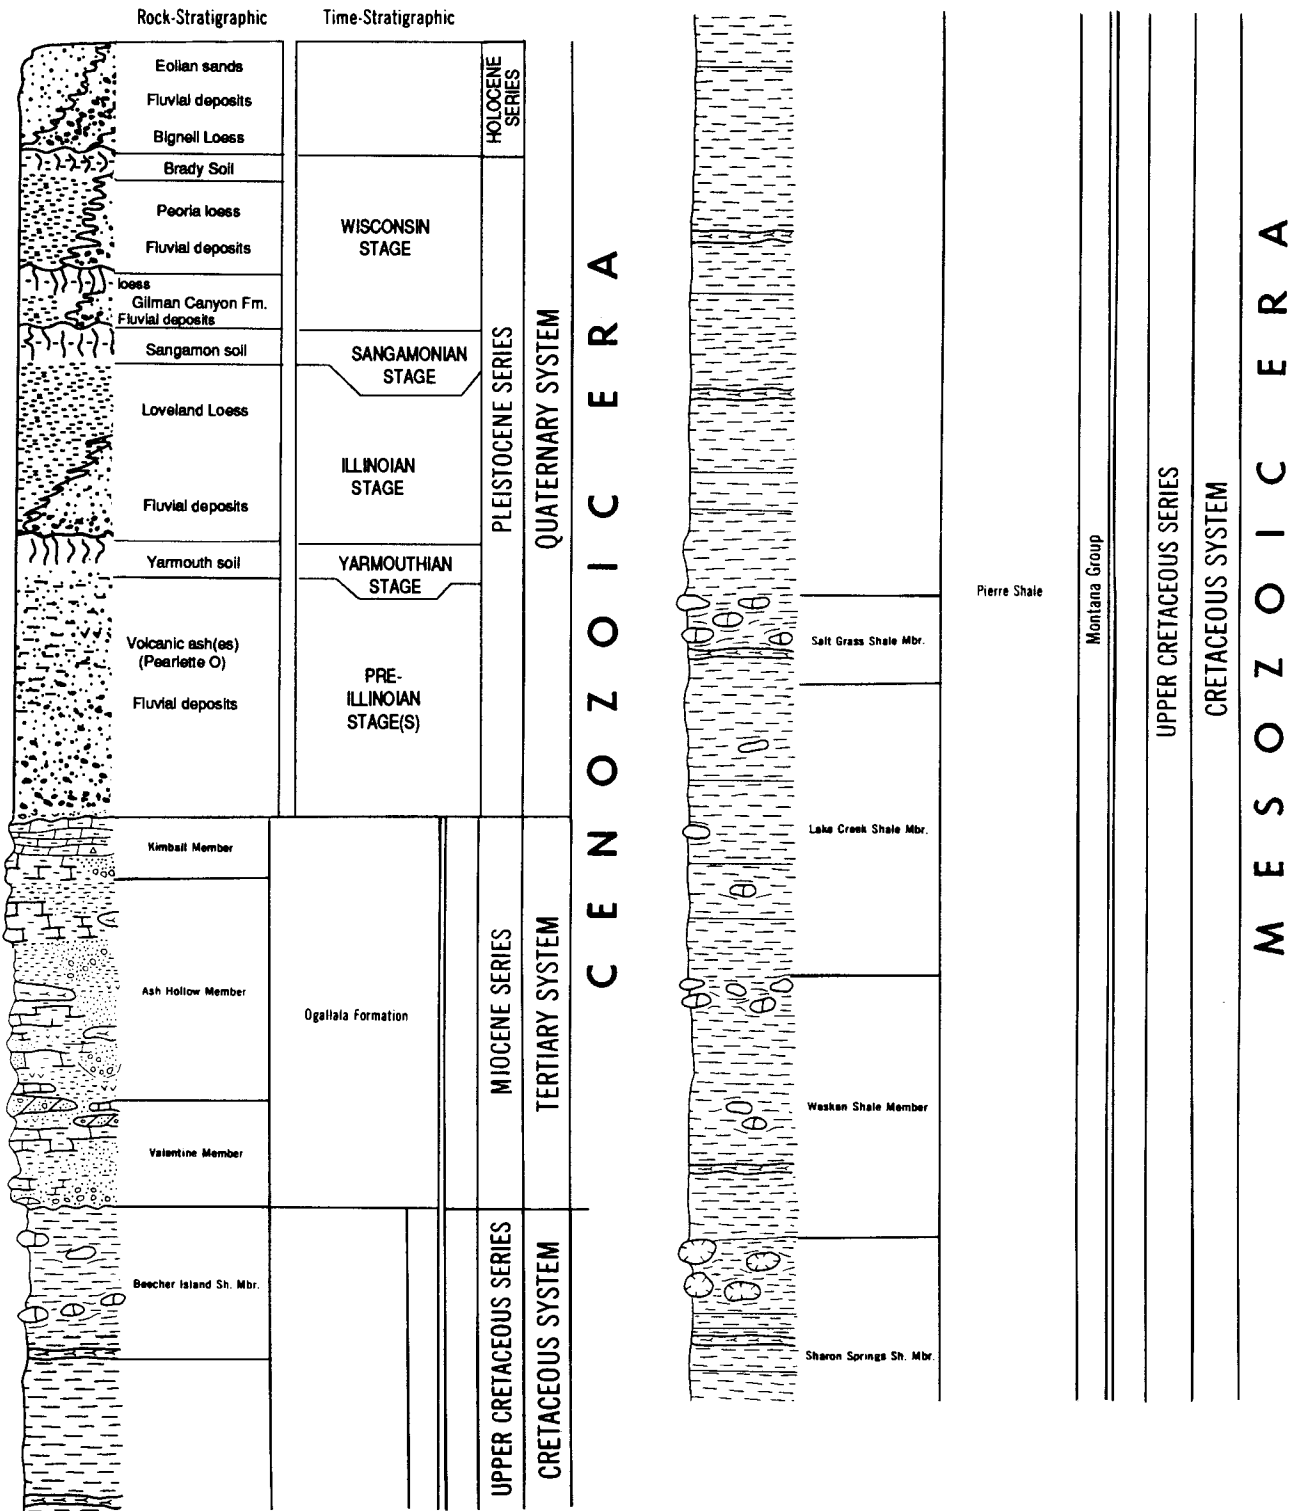 Rock-Stratigraphic
Time-Stratigraphic
Eolian sands
Fluvial deposits
Bignell Loess
Brady Soil
Peoria loess
Fluvial deposits
loess
Gilman Canyon Fm.
Fluvial deposits
Sangamon soil
Loveland Loess
Fluvial deposits
Yarmouth soil
Volcanic ash(es)
(Pearlette O)
Fluvial deposits
WISCONSIN
STAGE
SANGAMONIAN
STAGE
ILLINOIAN
STAGE
YARMOUTHIAN
STAGE
PRE-
ILLINOIAN
STAGE(S)
HOLOCENE
SERIES
PLEISTOCENE SERIES
QUATERNARY SYSTEM
CENOZOIC ERA
Kimball Member
Ash Hollow Member
Valentine Member
Ogallala Formation
MIOCENE SERIES
TERTIARY SYSTEM
Beecher Island Sh. Mbr.
UPPER CRETACEOUS SERIES
CRETACEOUS SYSTEM
Salt Grass Shale Mbr.
Lake Creek Shale Mbr.
Weskan Shale Member
Sharon Springs Sh. Mbr.
Pierre Shale
Montana Group
UPPER CRETACEOUS SERIES
CRETACEOUS SYSTEM
MESOZOIC ERA